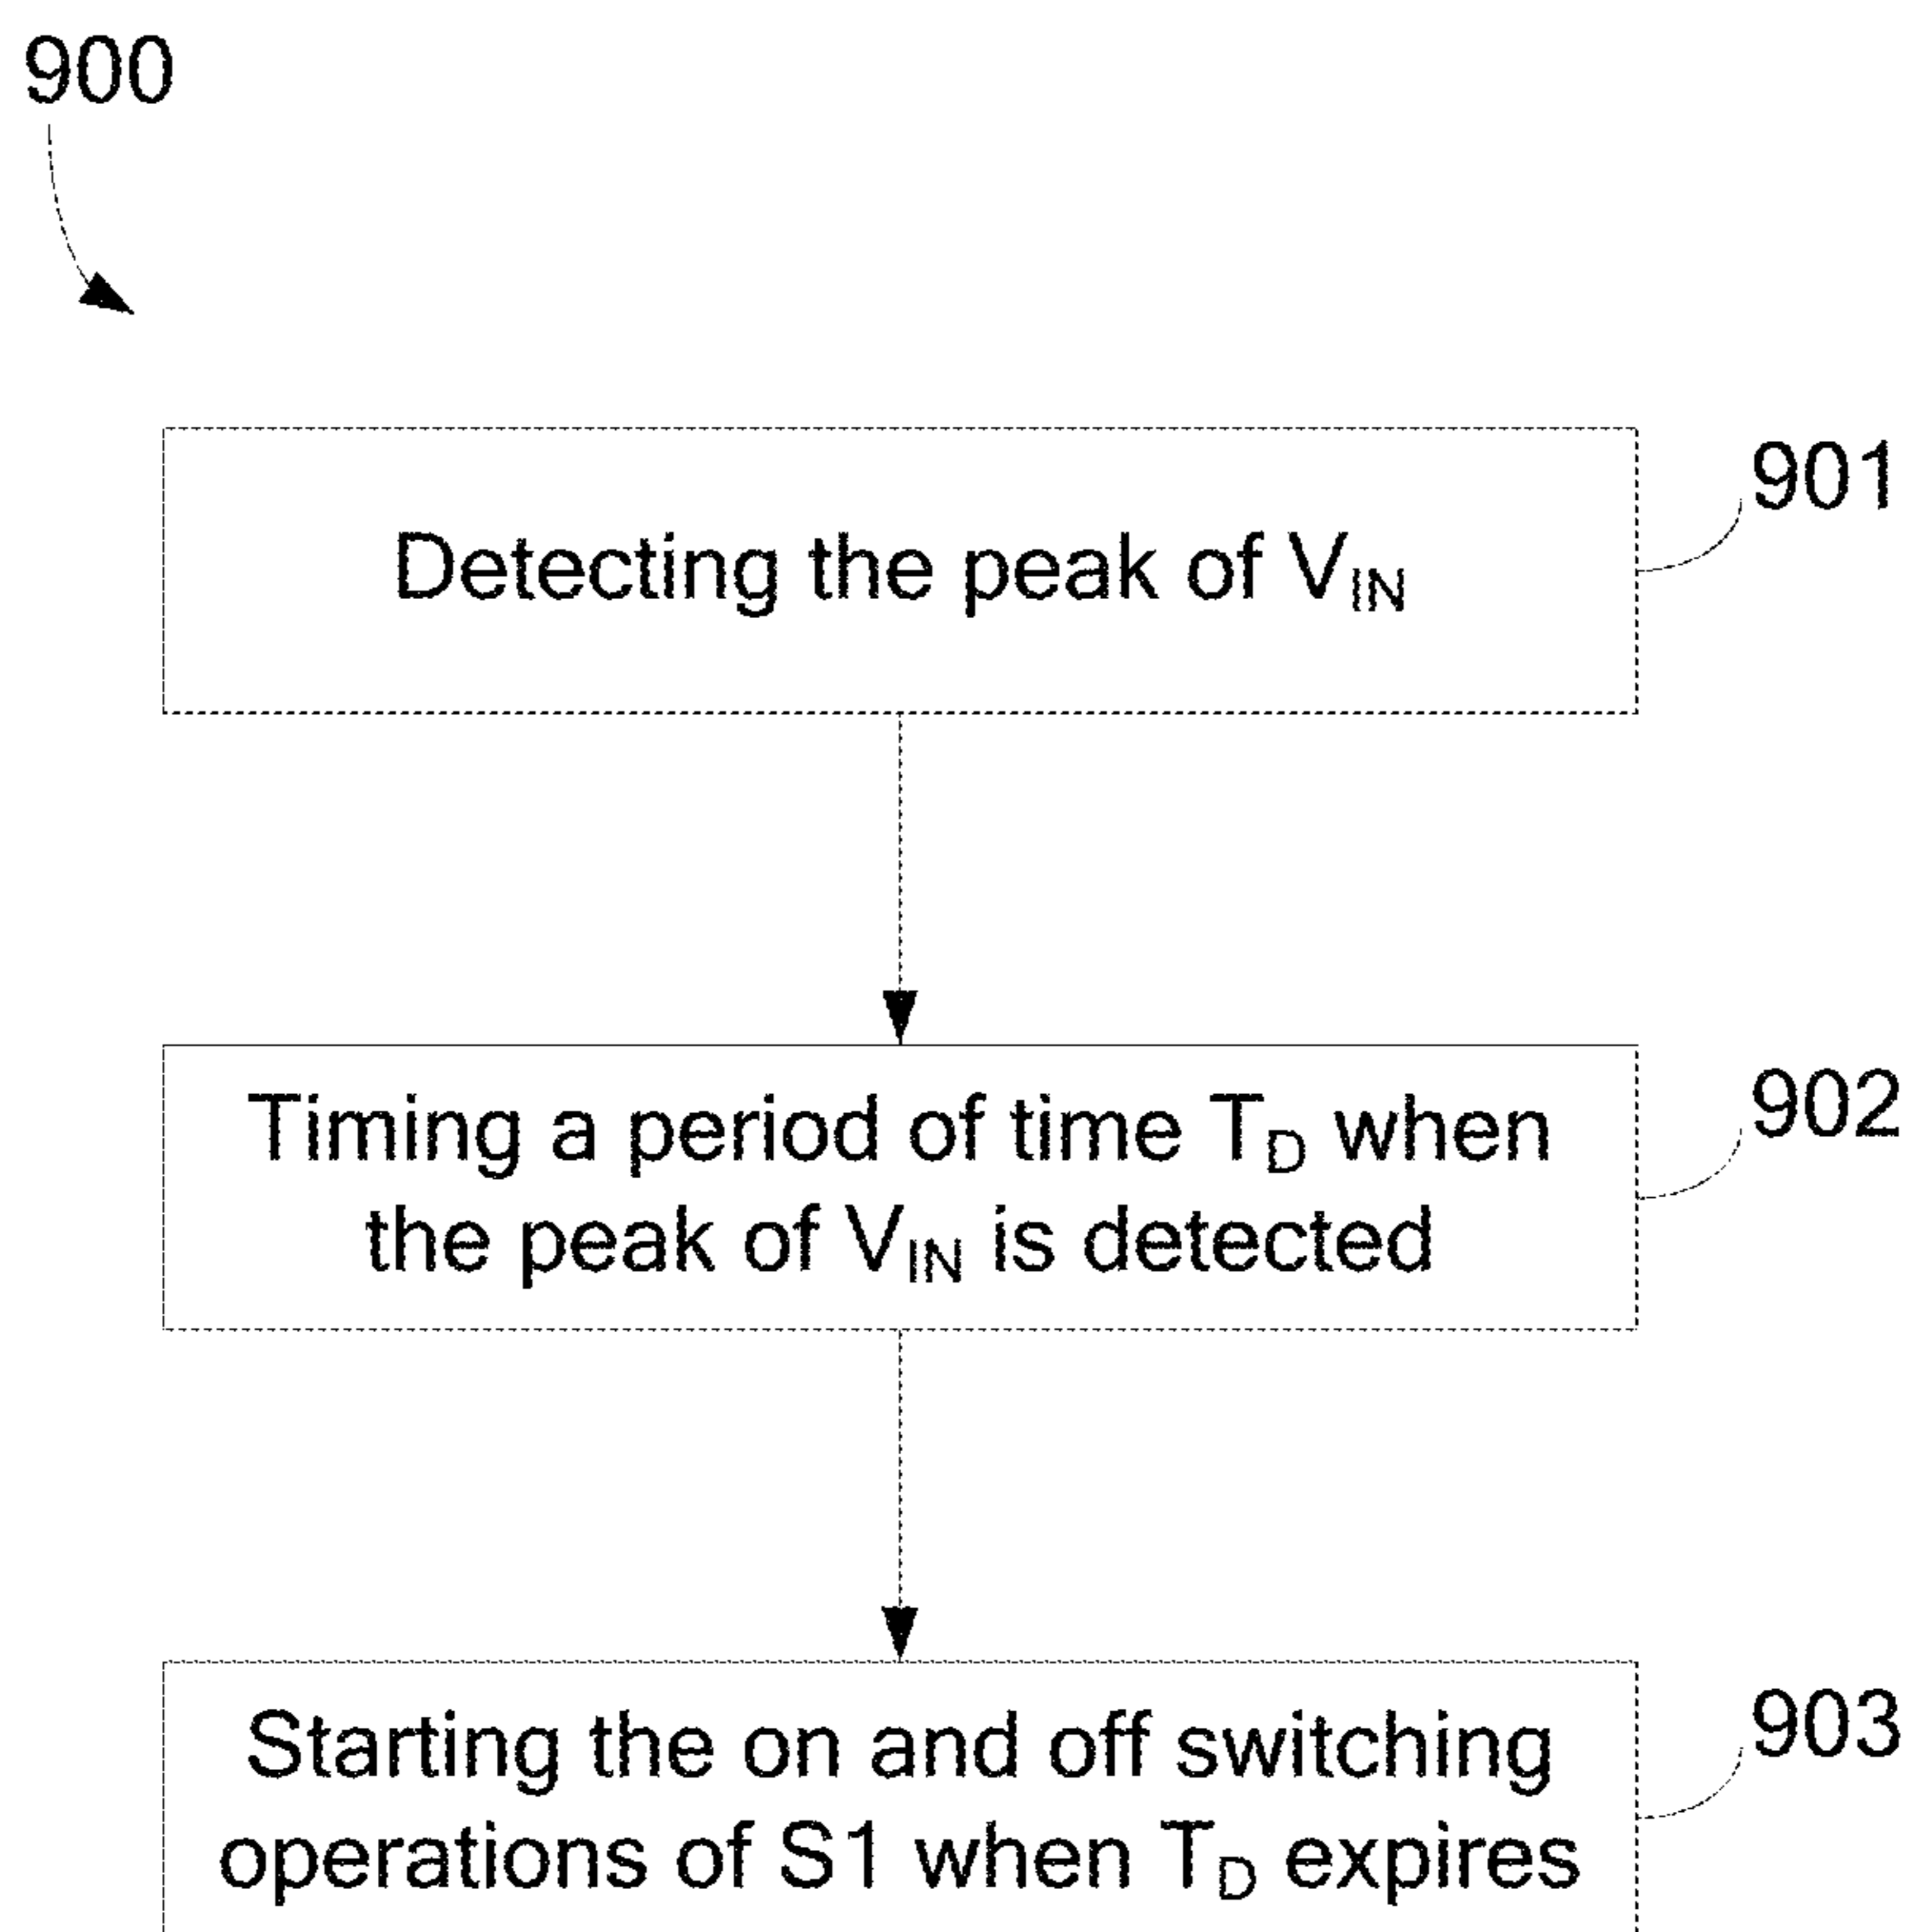 900
901
Detecting the peak of V_IN
902
Timing a period of time T_D when
the peak of V_IN is detected
903
Starting the on and off switching
operations of S1 when T_D expires